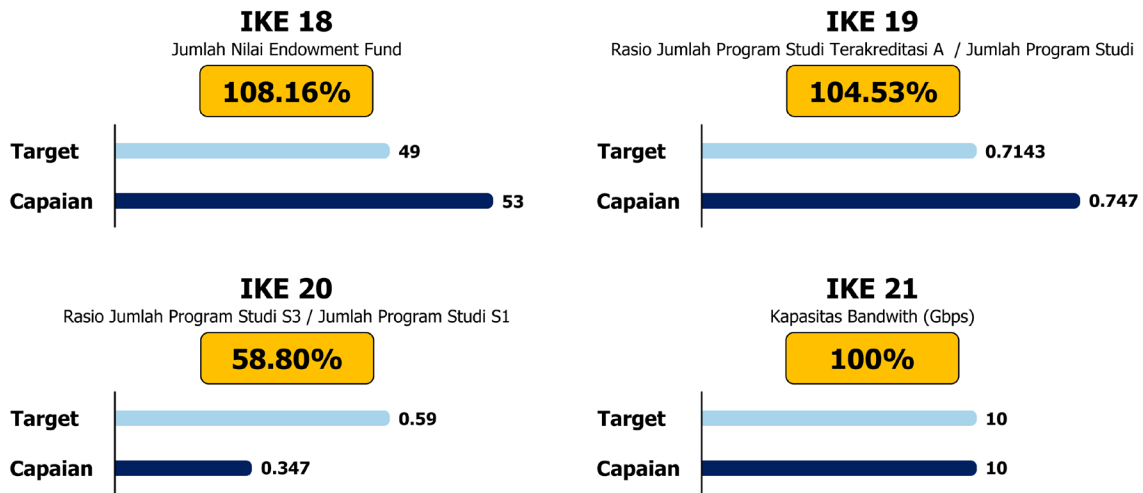 IKE 18
Jumlah Nilai Endowment Fund
108.16%
Target 49
Capaian 53
IKE 19
Rasio Jumlah Program Studi Terakreditasi A / Jumlah Program Studi
104.53%
Target 0.7143
Capaian 0.747
IKE 20
Rasio Jumlah Program Studi S3 / Jumlah Program Studi S1
58.80%
Target 0.59
Capaian 0.347
IKE 21
Kapasitas Bandwith (Gbps)
100%
Target 10
Capaian 10